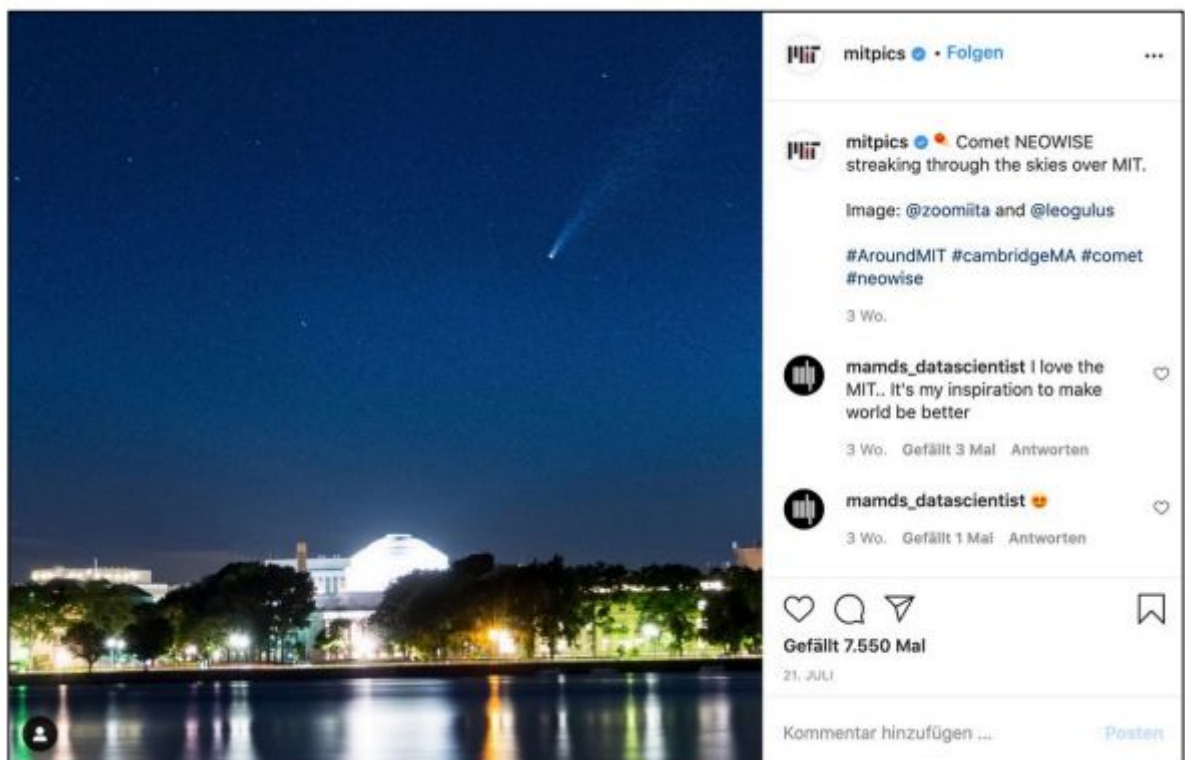 MIT mitpics • Folgen
MIT mitpics Comet NEOWISE
streaking through the skies over MIT.
Image: @zoomiita and @leogulus
#AroundMIT #cambridgeMA #comet
#neowise
3 Wo.
mamds_datascientist I love the
MIT.. It's my inspiration to make
world be better
3 Wo. Gefällt 3 Mal Antworten
mamds_datascientist 😍
3 Wo. Gefällt 1 Mal Antworten
Gefällt 7.550 Mal
21. JULI
Kommentar hinzufügen ... Posten